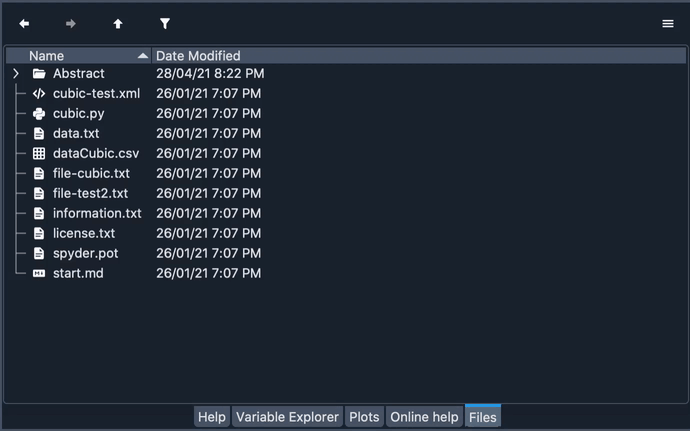 Name Date Modified
Abstract 28/04/21 8:22 PM
cubic-test.xml 26/01/21 7:07 PM
cubic.py 26/01/21 7:07 PM
data.txt 26/01/21 7:07 PM
dataCubic.csv 26/01/21 7:07 PM
file-cubic.txt 26/01/21 7:07 PM
file-test2.txt 26/01/21 7:07 PM
information.txt 26/01/21 7:07 PM
license.txt 26/01/21 7:07 PM
spyder.pot 26/01/21 7:07 PM
start.md 26/01/21 7:07 PM
Help Variable Explorer Plots Online help Files